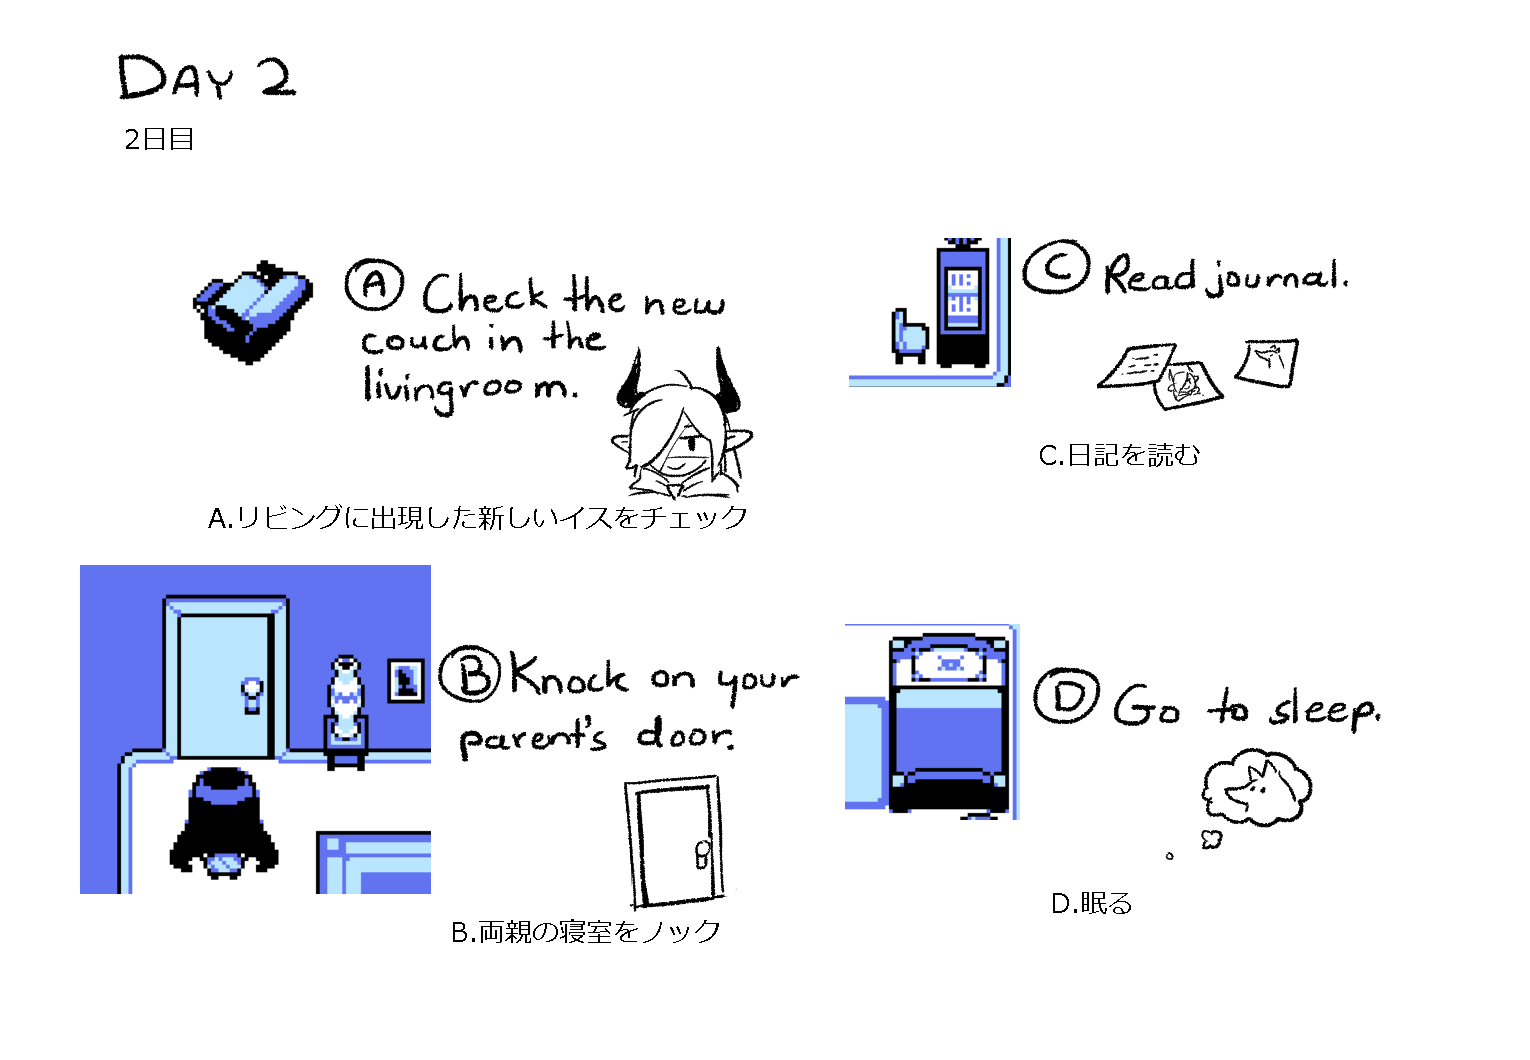 DAY 2
2日目
A Check the new
couch in the
livingroom.
A.リビングに出現した新しいイスをチェック
B Knock on your
parent's door.
B.両親の寝室をノック
C Read journal.
C.日記を読む
D Go to sleep.
D.眠る